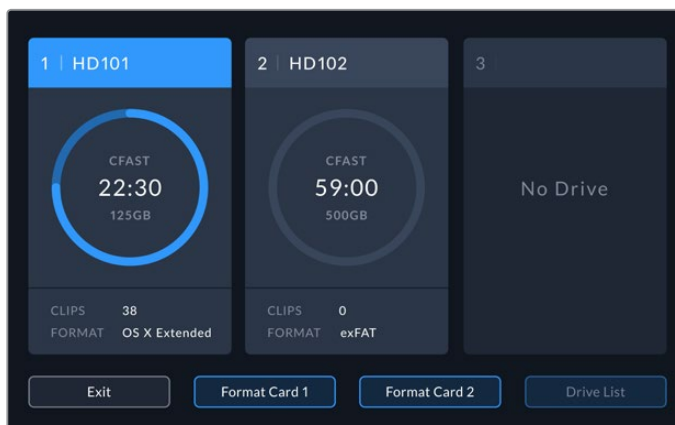 1 | HD101
CFAST
22:30
125GB
CLIPS 38
FORMAT OS X Extended
2 | HD102
CFAST
59:00
500GB
CLIPS 0
FORMAT exFAT
3 |
No Drive
Exit
Format Card 1
Format Card 2
Drive List